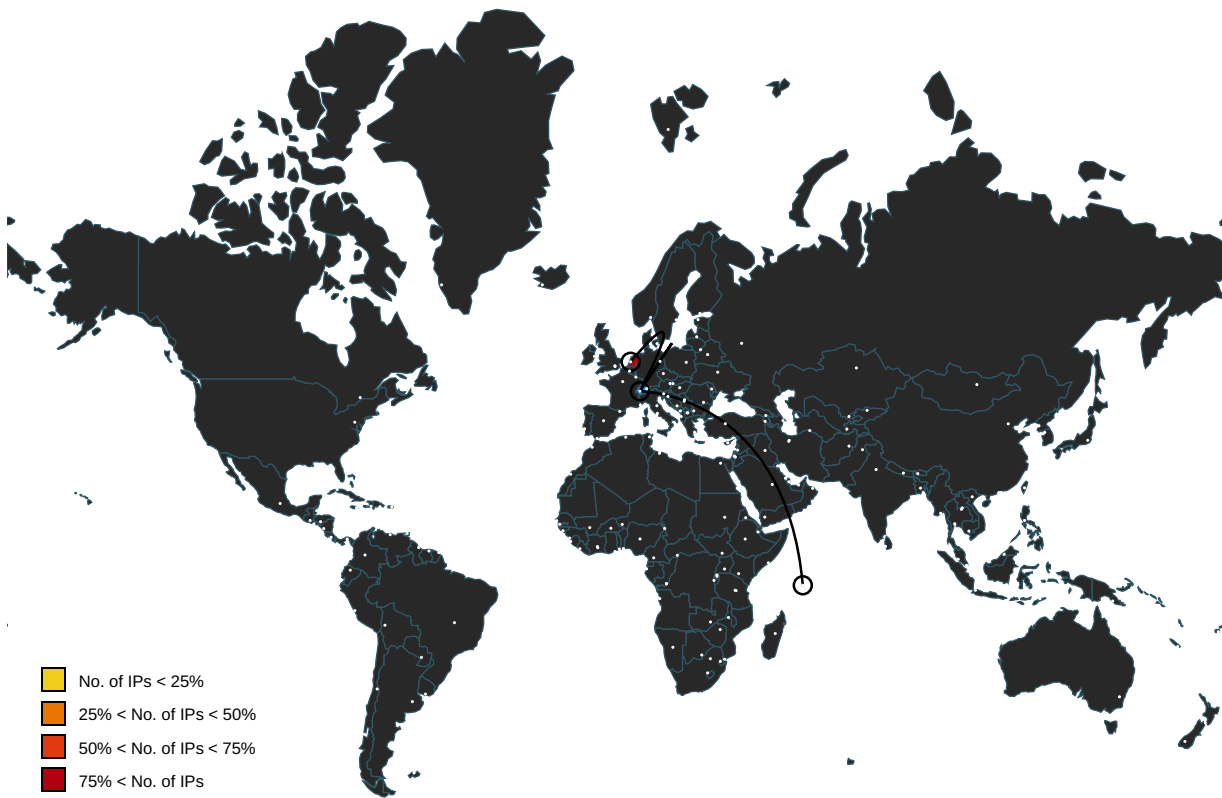 No. of IPs < 25%
25% < No. of IPs < 50%
50% < No. of IPs < 75%
75% < No. of IPs